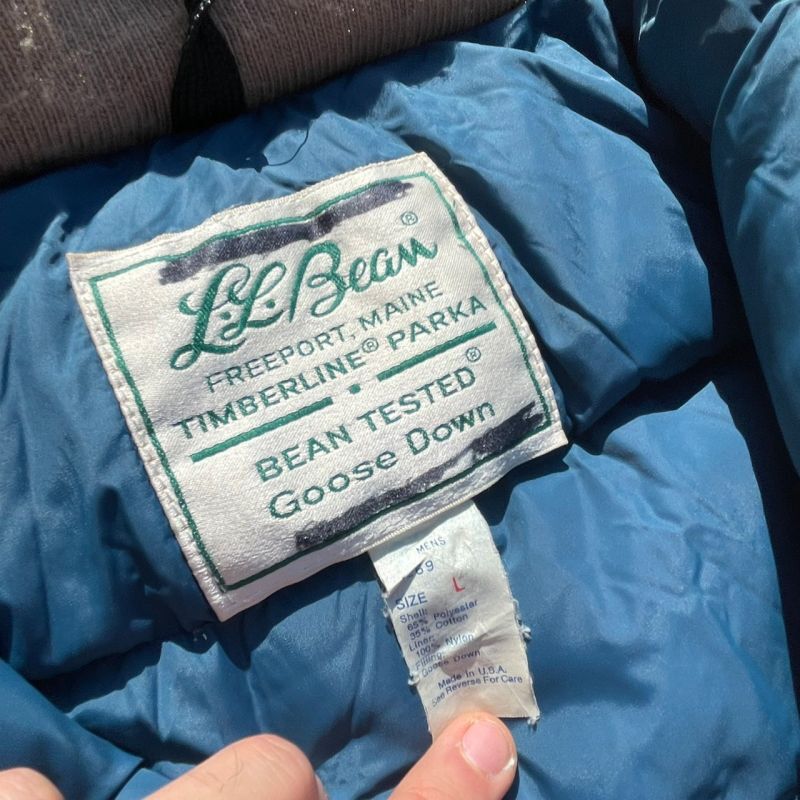 L.L.Bean®
FREEPORT, MAINE
TIMBERLINE® PARKA
BEAN TESTED®
Goose Down
MENS
69
SIZE L
Shell:
65% Polyester
35% Cotton
Liner:
100% Nylon
Filling:
Goose Down
Made In U.S.A.
See Reverse For Care